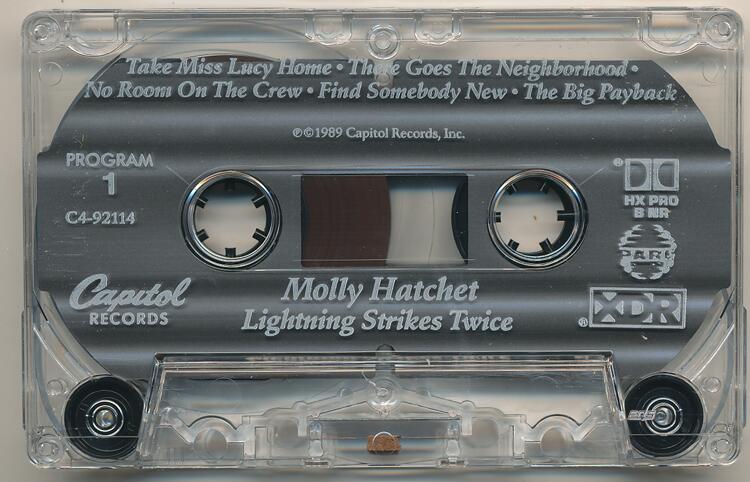 Take Miss Lucy Home • There Goes The Neighborhood •
No Room On The Crew • Find Somebody New • The Big Payback
℗©1989 Capitol Records, Inc.
PROGRAM
1
C4-92114
HX PRO
B NR
Capitol
RECORDS
Molly Hatchet
Lightning Strikes Twice
XDR®